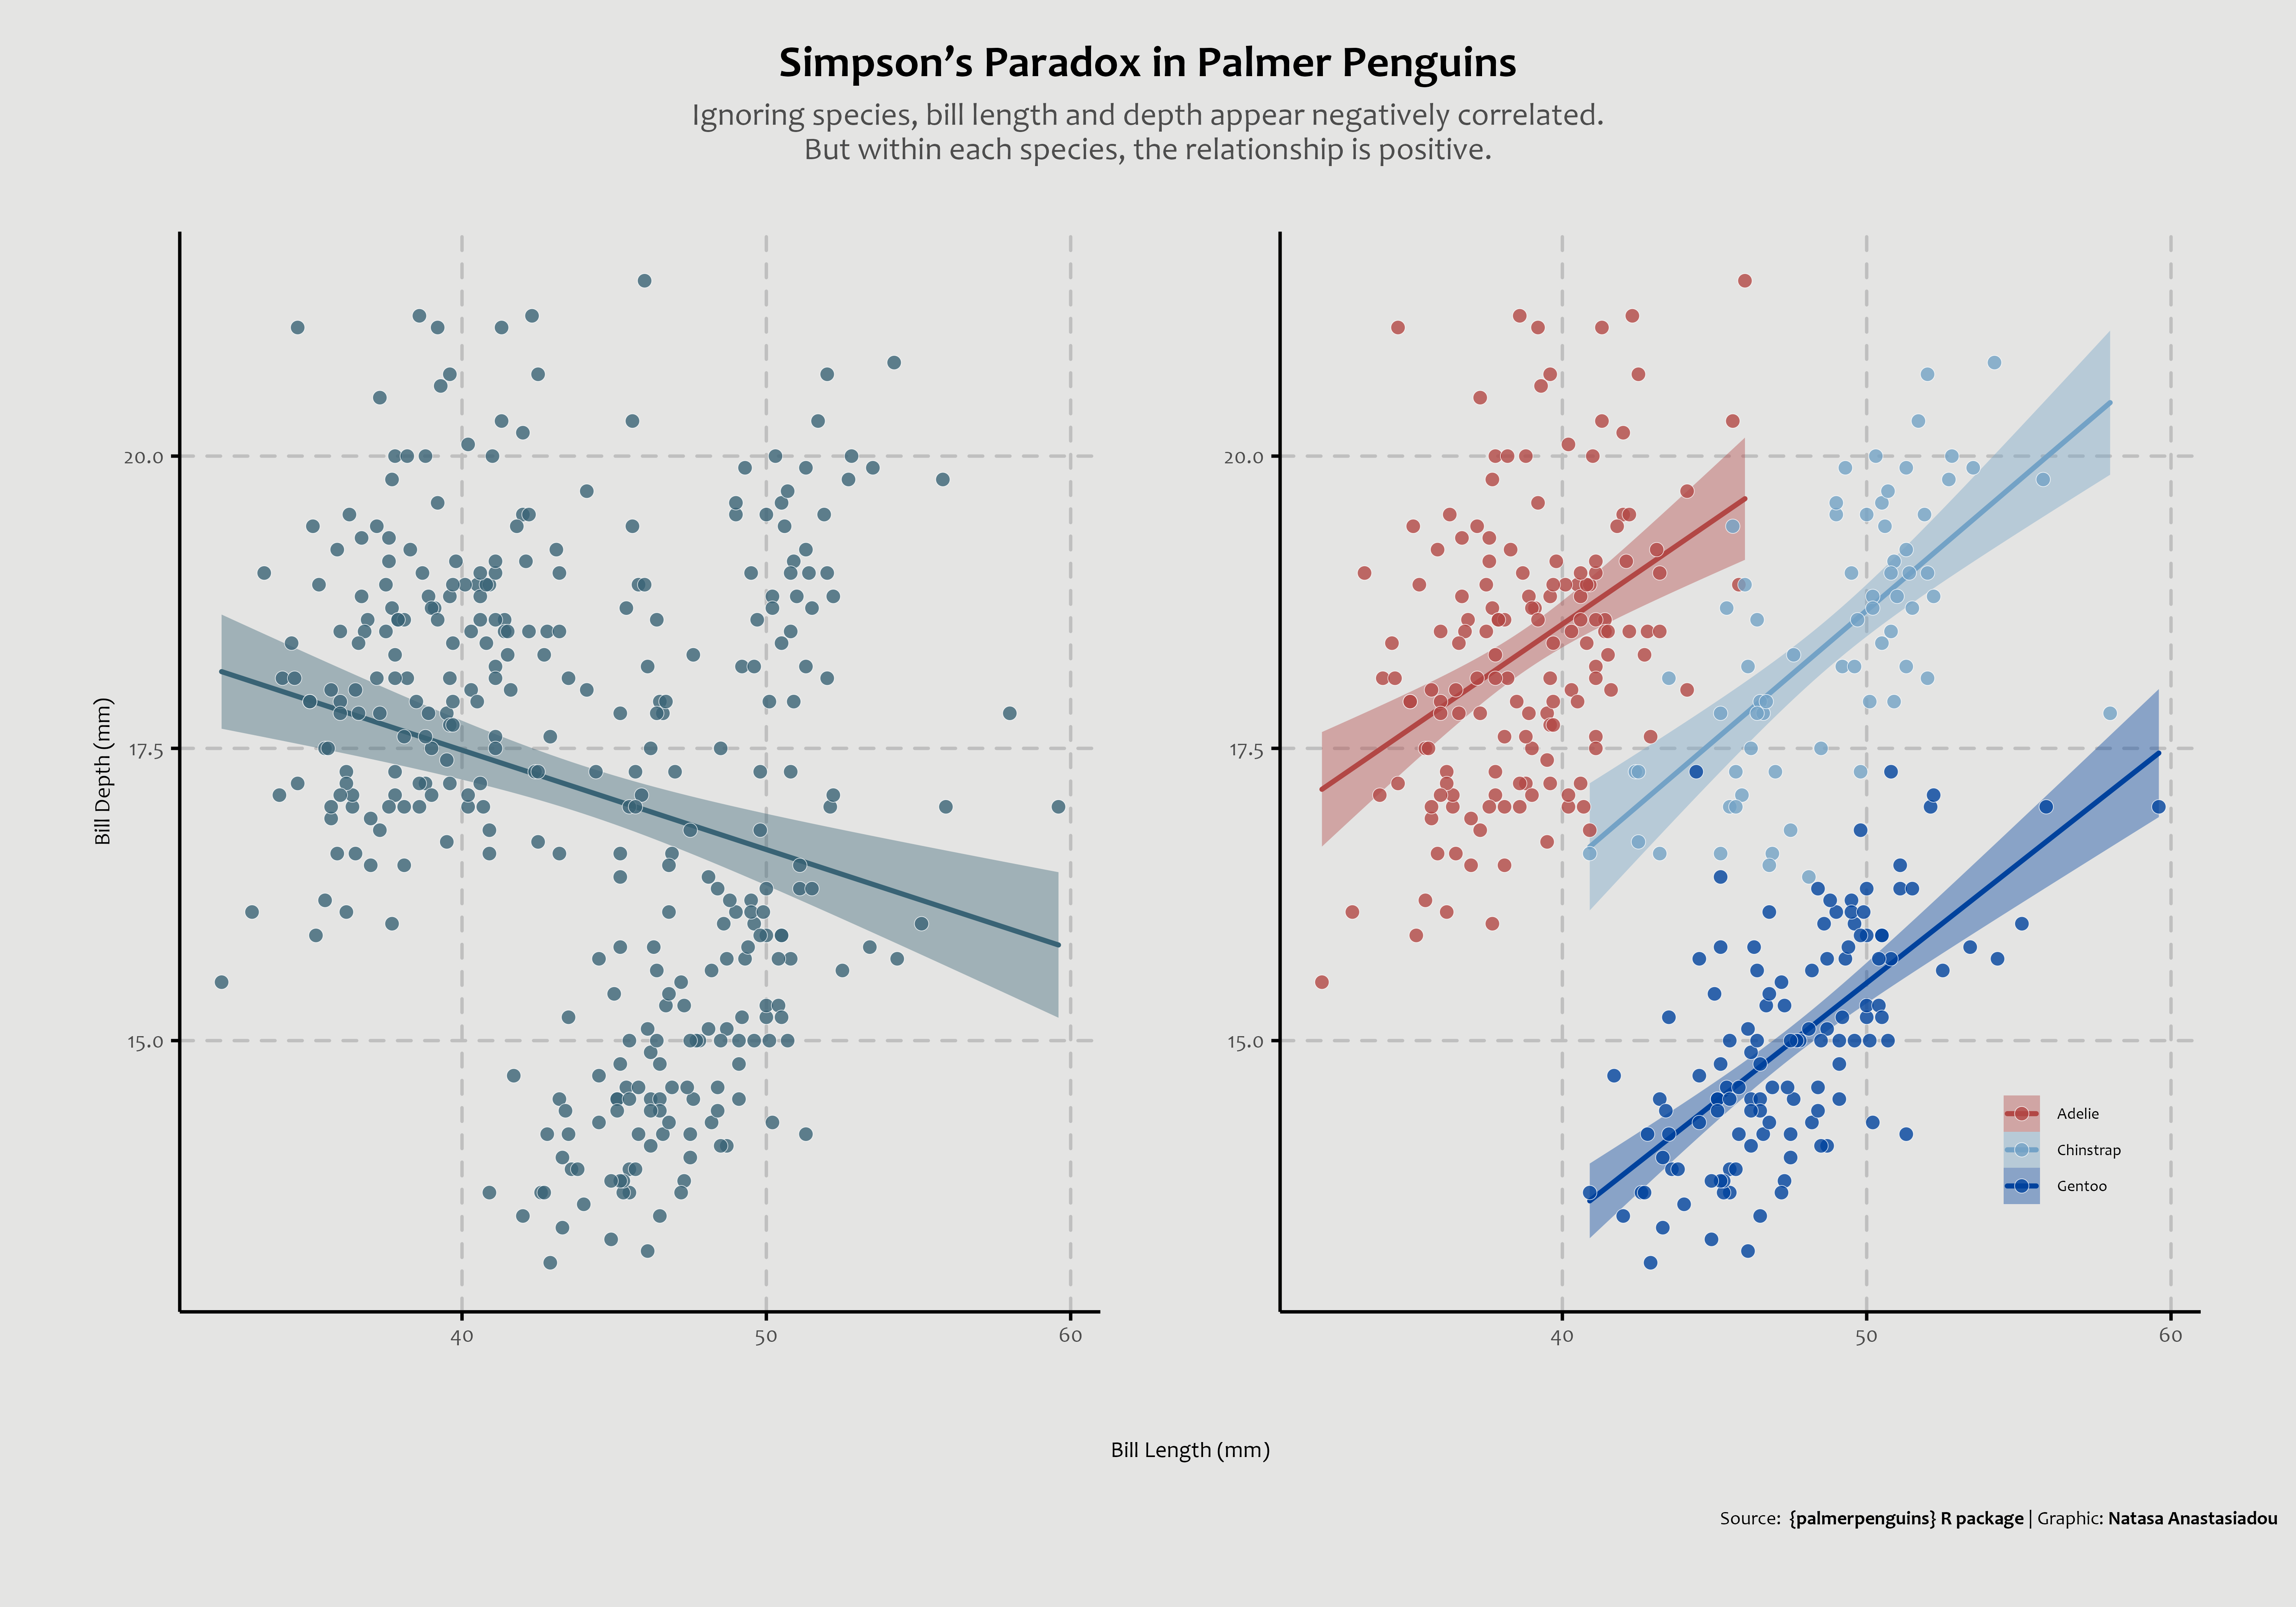 Simpson’s Paradox in Palmer Penguins
Ignoring species, bill length and depth appear negatively correlated.
But within each species, the relationship is positive.
Bill Depth (mm)
20.0
17.5
15.0
40
50
60
20.0
17.5
15.0
40
50
60
Adelie
Chinstrap
Gentoo
Bill Length (mm)
Source: {palmerpenguins} R package | Graphic: Natasa Anastasiadou